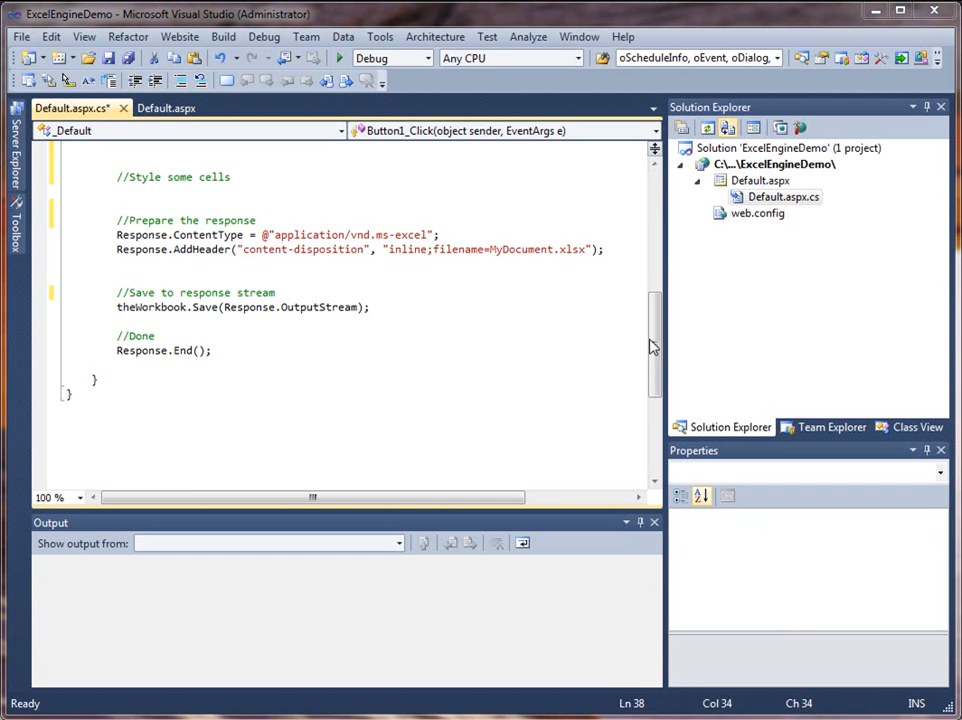 ExcelEngineDemo - Microsoft Visual Studio (Administrator)
File Edit View Refactor Website Build Debug Team Data Tools Architecture Test Analyze Window Help
Debug Any CPU oScheduleInfo, oEvent, oDialog,
Server Explorer
Toolbox
Default.aspx.cs* Default.aspx
_Default Button1_Click(object sender, EventArgs e)
//Style some cells
//Prepare the response
Response.ContentType = @"application/vnd.ms-excel";
Response.AddHeader("content-disposition", "inline;filename=MyDocument.xlsx");
//Save to response stream
theWorkbook.Save(Response.OutputStream);
//Done
Response.End();
}
}
100 %
Solution Explorer
Solution 'ExcelEngineDemo' (1 project)
C:\...\ExcelEngineDemo\
Default.aspx
Default.aspx.cs
web.config
Solution Explorer Team Explorer Class View
Properties
Output
Show output from:
Ready Ln 38 Col 34 Ch 34 INS